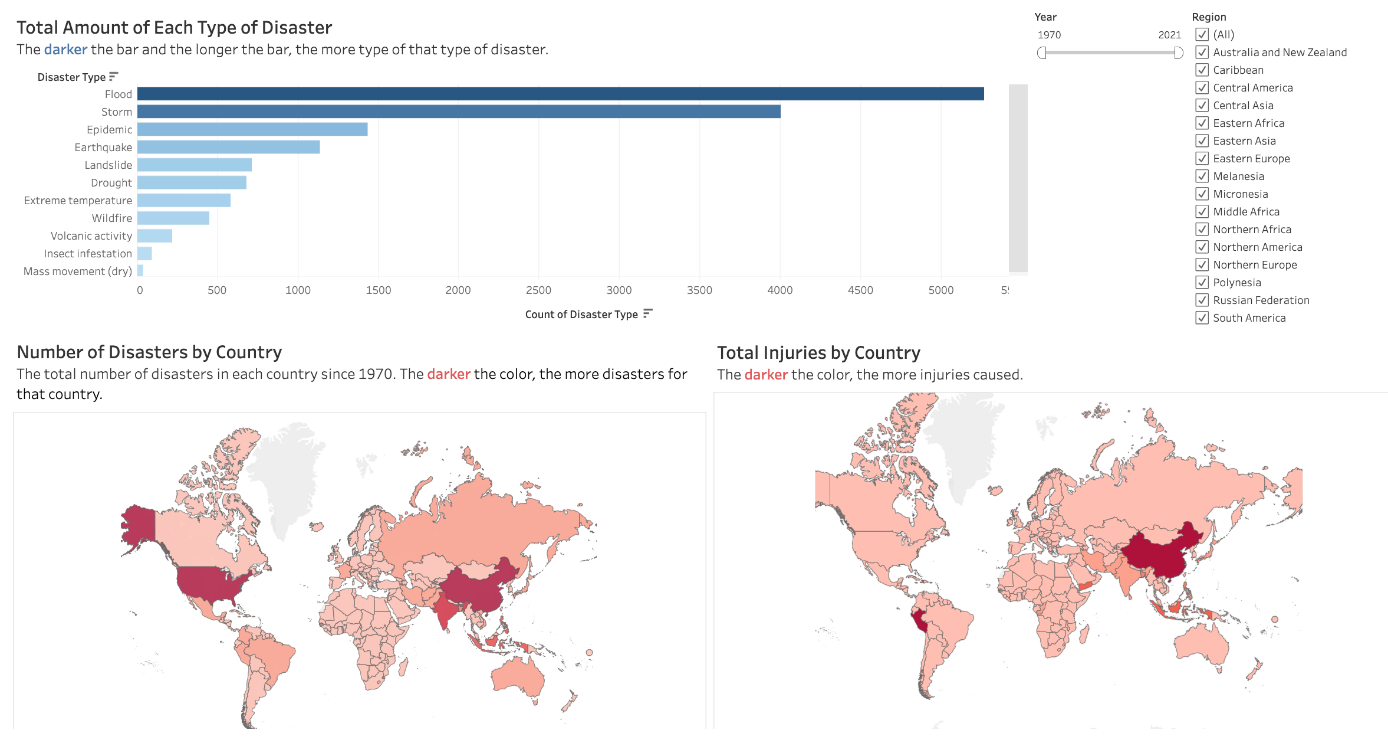 Total Amount of Each Type of Disaster
The darker the bar and the longer the bar, the more type of that type of disaster.
Disaster Type
Flood
Storm
Epidemic
Earthquake
Landslide
Drought
Extreme temperature
Wildfire
Volcanic activity
Insect infestation
Mass movement (dry)
0 500 1000 1500 2000 2500 3000 3500 4000 4500 5000
Count of Disaster Type
Year
1970 2021
Region
(All)
Australia and New Zealand
Caribbean
Central America
Central Asia
Eastern Africa
Eastern Asia
Eastern Europe
Melanesia
Micronesia
Middle Africa
Northern Africa
Northern America
Northern Europe
Polynesia
Russian Federation
South America
Number of Disasters by Country
The total number of disasters in each country since 1970. The darker the color, the more disasters for
that country.
Total Injuries by Country
The darker the color, the more injuries caused.